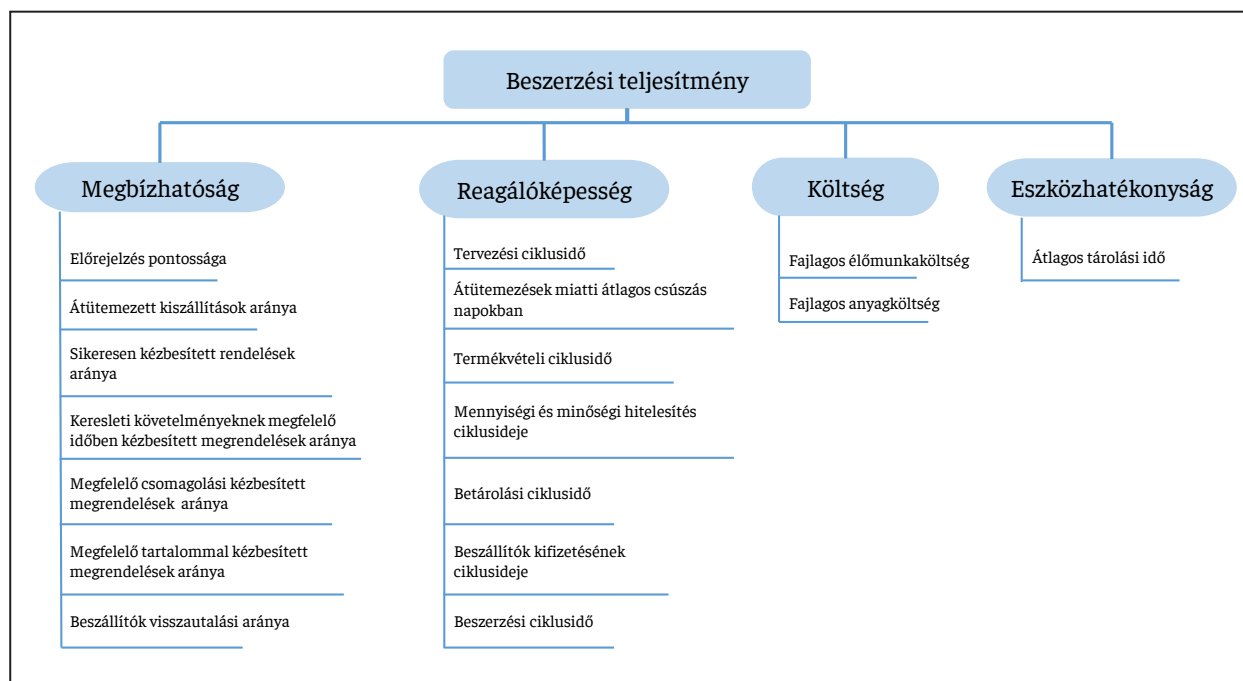 Beszerzési teljesítmény
Megbízhatóság
Előrejelzés pontossága
Átütemezett kiszállítások aránya
Sikeresen kézbesített rendelések
aránya
Keresleti követelményeknek megfelelő
időben kézbesített megrendelések aránya
Megfelelő csomagolási kézbesített
megrendelések aránya
Megfelelő tartalommal kézbesített
megrendelések aránya
Beszállítók visszautalási aránya
Reagálóképesség
Tervezési ciklusidő
Átütemezések miatti átlagos csúszás
napokban
Termékvételi ciklusidő
Mennyiségi és minőségi hitelesítés
ciklusideje
Betárolási ciklusidő
Beszállítók kifizetésének
ciklusideje
Beszerzési ciklusidő
Költség
Fajlagos élőmunkaköltség
Fajlagos anyagköltség
Eszközhatékonyság
Átlagos tárolási idő